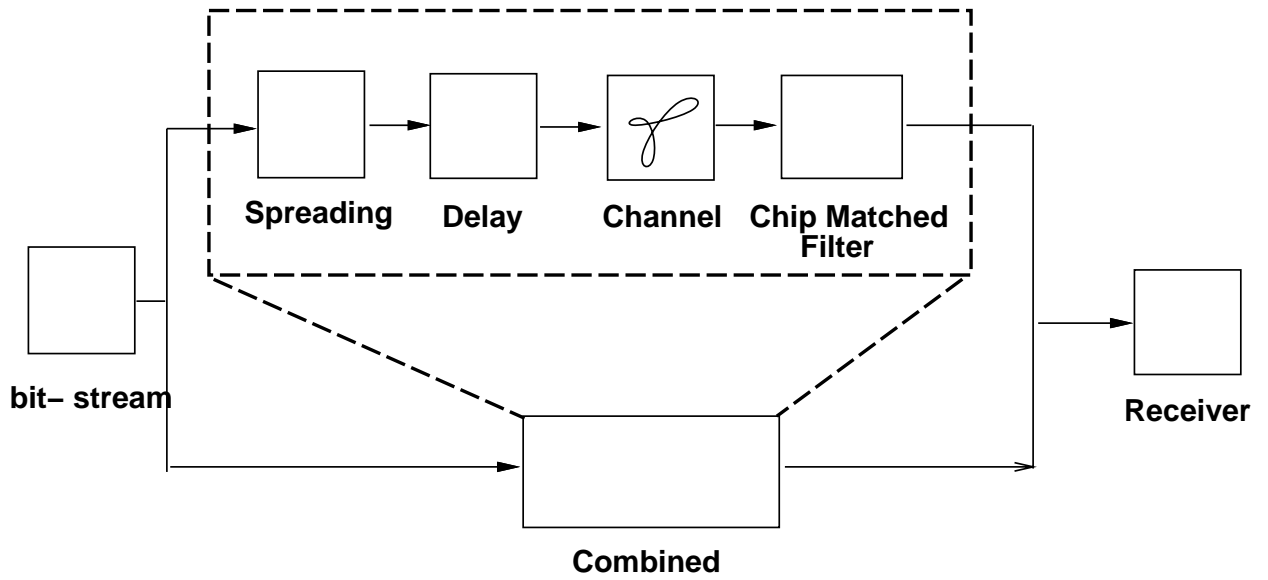 Spreading
Delay
Channel
Chip Matched
Filter
bit– stream
Receiver
Combined